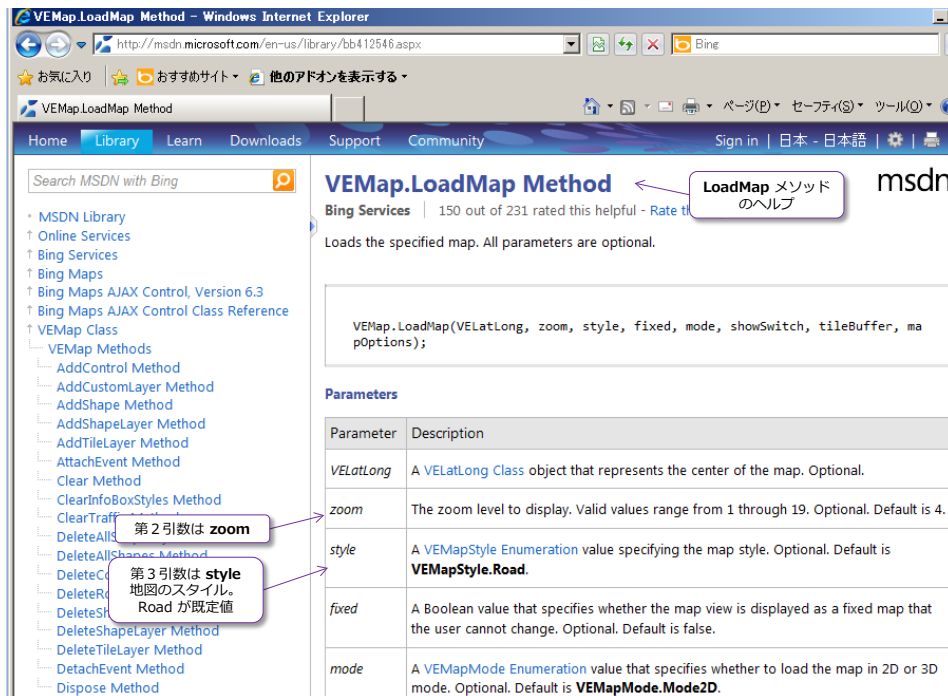 VEMap.LoadMap Method - Windows Internet Explorer
http://msdn.microsoft.com/en-us/library/bb412546.aspx
Bing
お気に入り おすすめサイト 他のアドオンを表示する
VEMap.LoadMap Method
ページ(P) セーフティ(S) ツール(O)
Home Library Learn Downloads Support Community Sign in | 日本 - 日本語 |
Search MSDN with Bing
MSDN Library
Online Services
Bing Services
Bing Maps
Bing Maps AJAX Control, Version 6.3
Bing Maps AJAX Control Class Reference
VEMap Class
VEMap Methods
AddControl Method
AddCustomLayer Method
AddShape Method
AddShapeLayer Method
AddTileLayer Method
AttachEvent Method
Clear Method
ClearInfoBoxStyles Method
ClearTraff
DeleteAllS
DeleteAllShapes Method
DeleteCo
DeleteRo
DeleteSh
DeleteShapeLayer Method
DeleteTileLayer Method
DetachEvent Method
Dispose Method
第2引数は zoom
第3引数は style
地図のスタイル。
Road が既定値
VEMap.LoadMap Method
LoadMap メソッド
のヘルプ
msdn
Bing Services | 150 out of 231 rated this helpful - Rate th
Loads the specified map. All parameters are optional.
VEMap.LoadMap(VELatLong, zoom, style, fixed, mode, showSwitch, tileBuffer, ma
pOptions);
Parameters
Parameter Description
VELatLong A VELatLong Class object that represents the center of the map. Optional.
zoom The zoom level to display. Valid values range from 1 through 19. Optional. Default is 4.
style A VEMapStyle Enumeration value specifying the map style. Optional. Default is
VEMapStyle.Road.
fixed A Boolean value that specifies whether the map view is displayed as a fixed map that
the user cannot change. Optional. Default is false.
mode A VEMapMode Enumeration value that specifies whether to load the map in 2D or 3D
mode. Optional. Default is VEMapMode.Mode2D.